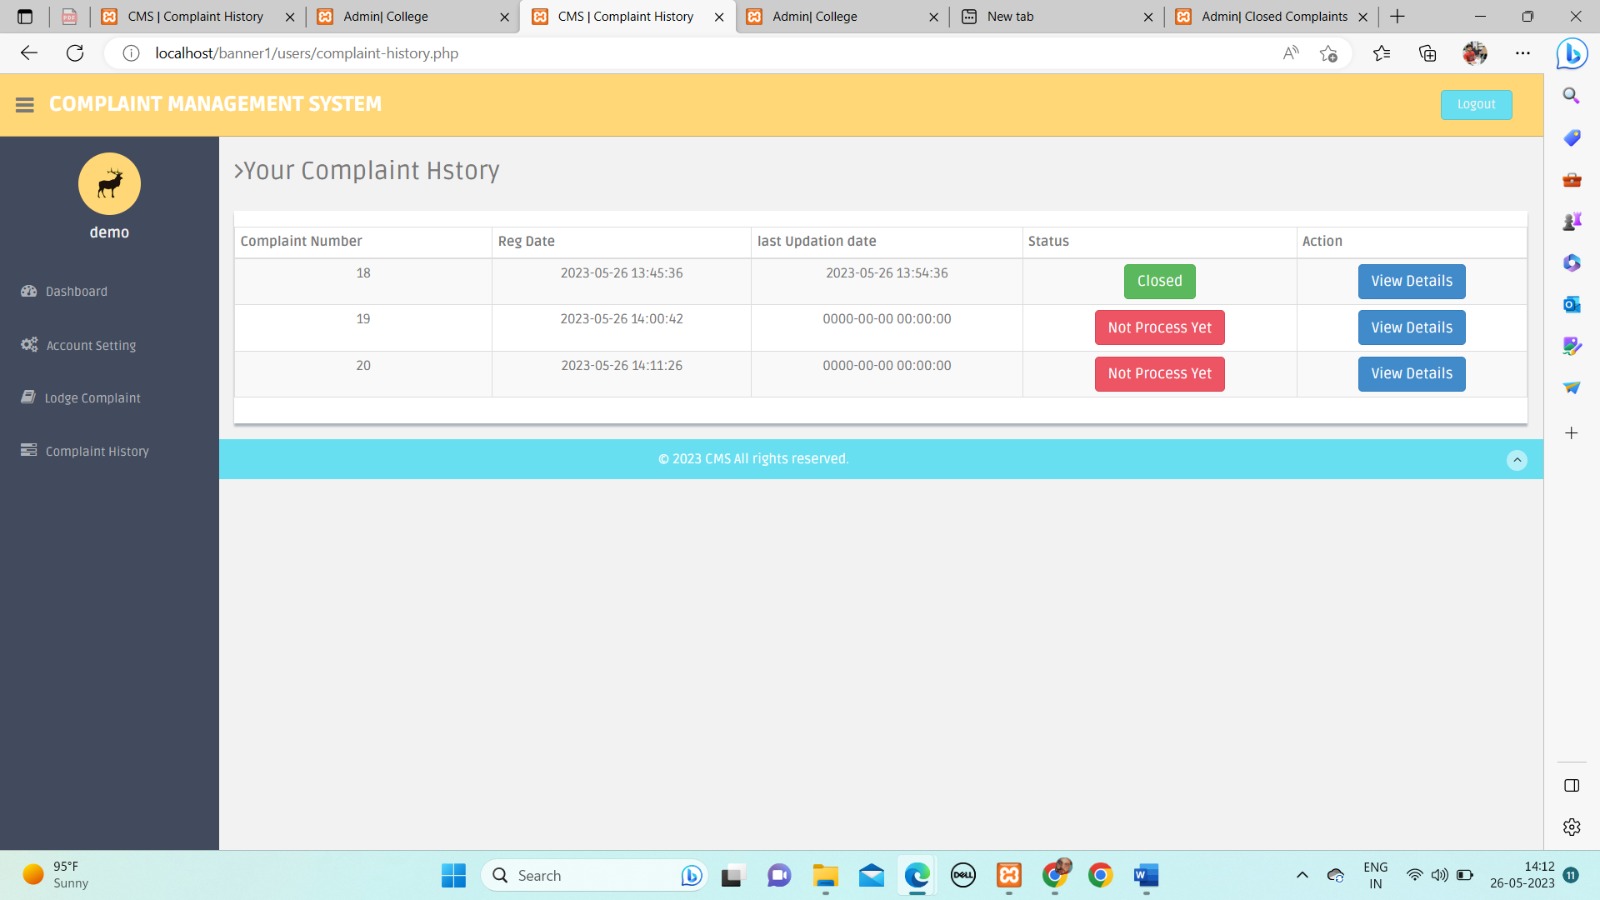 CMS | Complaint History
Admin| College
CMS | Complaint History
Admin| College
New tab
Admin| Closed Complaints
localhost/banner1/users/complaint-history.php
COMPLAINT MANAGEMENT SYSTEM
Logout
demo
Dashboard
Account Setting
Lodge Complaint
Complaint History
>Your Complaint Hstory
Complaint Number Reg Date last Updation date Status Action
18 2023-05-26 13:45:36 2023-05-26 13:54:36 Closed View Details
19 2023-05-26 14:00:42 0000-00-00 00:00:00 Not Process Yet View Details
20 2023-05-26 14:11:26 0000-00-00 00:00:00 Not Process Yet View Details
© 2023 CMS All rights reserved.
95°F
Sunny
Search
DELL
W
ENG
IN
14:12
26-05-2023
11